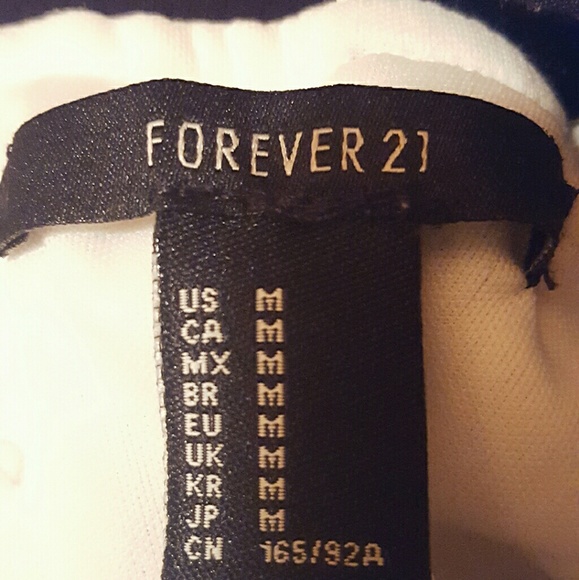 FOREVER 21
US M
CA M
MX M
BR M
EU M
UK M
KR M
JP M
CN 165/92A